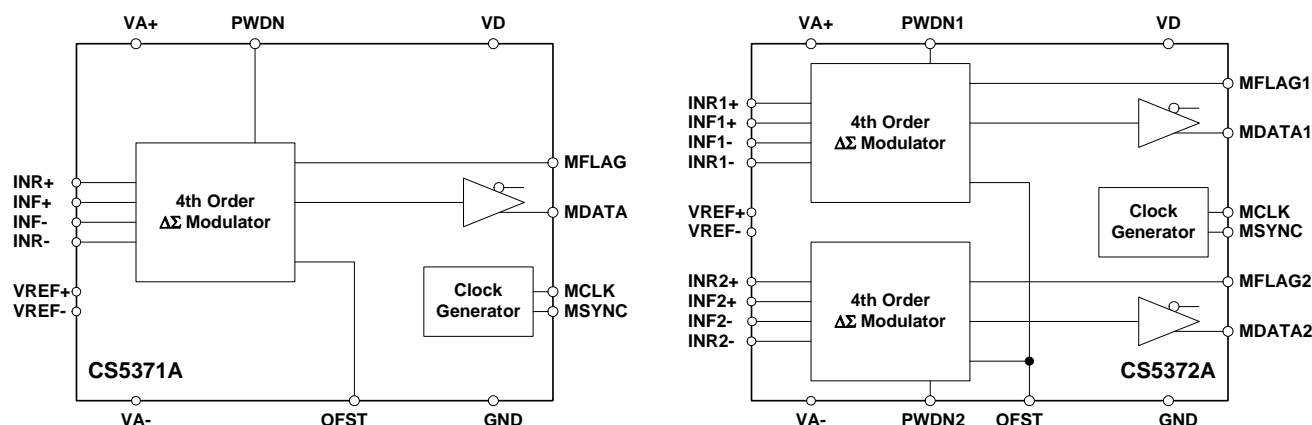 VA+
PWDN
VD
INR+
INF+
INF-
INR-
VREF+
VREF-
4th Order
ΔΣ Modulator
MFLAG
MDATA
Clock
Generator
MCLK
MSYNC
CS5371A
VA-
OFST
GND
VA+
PWDN1
VD
INR1+
INF1+
INF1-
INR1-
VREF+
VREF-
INR2+
INF2+
INF2-
INR2-
4th Order
ΔΣ Modulator
4th Order
ΔΣ Modulator
MFLAG1
MDATA1
Clock
Generator
MCLK
MSYNC
MFLAG2
MDATA2
CS5372A
VA-
PWDN2
OFST
GND